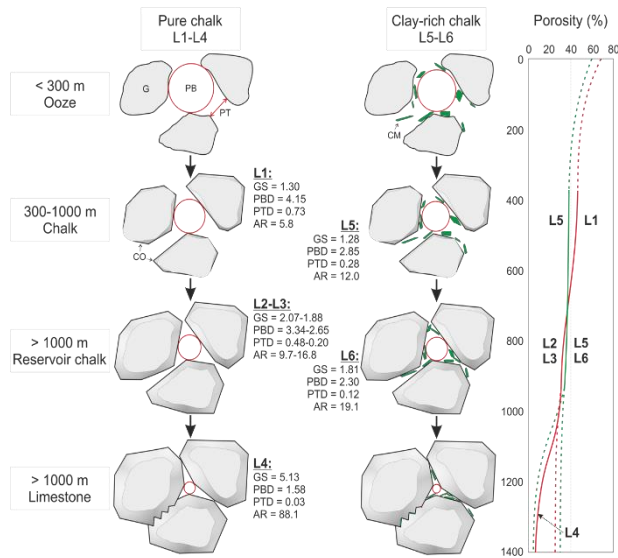 Pure chalk
L1-L4
Clay-rich chalk
L5-L6
Porosity (%)
0 20 40 60 80
< 300 m
Ooze
G
PB
PT
CM
0
200
400
600
800
1000
1200
1400
300-1000 m
Chalk
CO
L1:
GS = 1.30
PBD = 4.15
PTD = 0.73
AR = 5.8
L5:
GS = 1.28
PBD = 2.85
PTD = 0.28
AR = 12.0
L5
L1
> 1000 m
Reservoir chalk
L2-L3:
GS = 2.07-1.88
PBD = 3.34-2.65
PTD = 0.48-0.20
AR = 9.7-16.8
L6:
GS = 1.81
PBD = 2.30
PTD = 0.12
AR = 19.1
L2 L5
L3 L6
> 1000 m
Limestone
L4:
GS = 5.13
PBD = 1.58
PTD = 0.03
AR = 88.1
L4